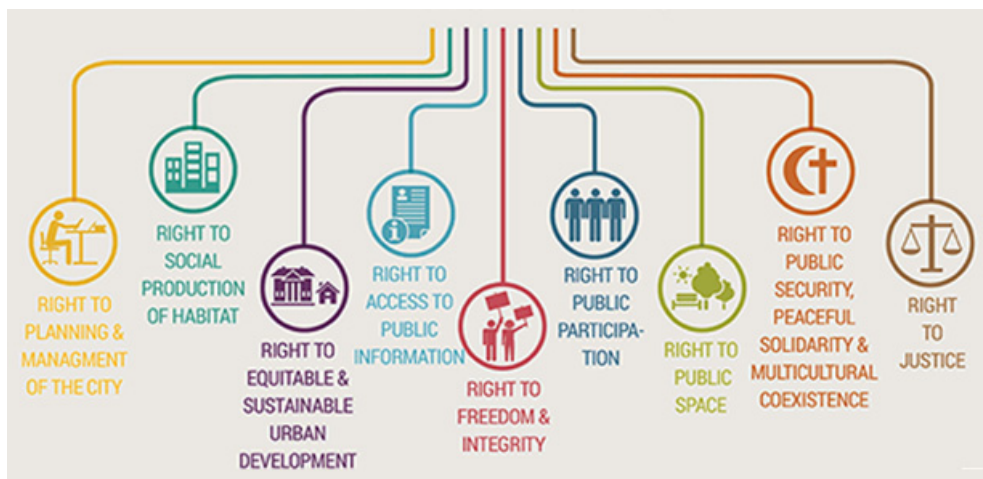 RIGHT TO
PLANNING &
MANAGMENT
OF THE CITY
RIGHT TO
SOCIAL
PRODUCTION
OF HABITAT
RIGHT TO
EQUITABLE &
SUSTAINABLE
URBAN
DEVELOPMENT
RIGHT TO
ACCESS TO
PUBLIC
INFORMATION
RIGHT TO
FREEDOM &
INTEGRITY
RIGHT TO
PUBLIC
PARTICIPA-
TION
RIGHT TO
PUBLIC
SPACE
RIGHT TO
PUBLIC
SECURITY,
PEACEFUL
SOLIDARITY &
MULTICULTURAL
COEXISTENCE
RIGHT
TO
JUSTICE